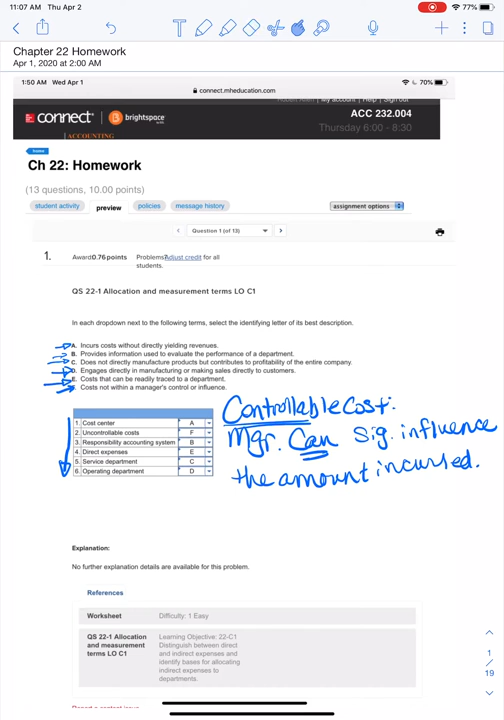 11:07 AM Thu Apr 2
77%
Chapter 22 Homework
Apr 1, 2020 at 2:00 AM
1:50 AM Wed Apr 1
70%
connect.mheducation.com
My account | Help | Sign out
connect
brightspace
ACC 232.004
|ACCOUNTING
Thursday 6:00 - 8:30
Ch 22: Homework
(13 questions, 10.00 points)
student activity
preview
policies
message history
assignment options
Question 1 (of 13)
1.
Award: 0.76 points
Problems? Adjust credit for all students.
QS 22-1 Allocation and measurement terms LO C1
In each dropdown next to the following terms, select the identifying letter of its best description.
A. Incurs costs without directly yielding revenues.
B. Provides information used to evaluate the performance of a department.
C. Does not directly manufacture products but contributes to profitability of the entire company.
D. Engages directly in manufacturing or making sales directly to customers.
E. Costs that can be readily traced to a department.
F. Costs not within a manager's control or influence.
1. Cost center A
2. Uncontrollable costs F
3. Responsibility accounting system B
4. Direct expenses E
5. Service department C
6. Operating department D
Controllable Cost:
Mgr. Can sig. influence
the amount incurred.
Explanation:
No further explanation details are available for this problem.
References
Worksheet
Difficulty: 1 Easy
QS 22-1 Allocation
and measurement
terms LO C1
Learning Objective: 22-C1
Distinguish between direct
and indirect expenses and
identify bases for allocating
indirect expenses to
departments.
1
/
19